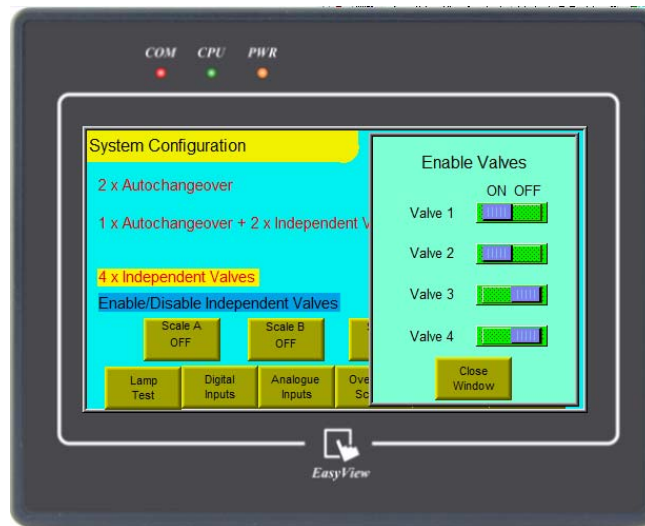 COM CPU PWR
System Configuration
2 x Autochangeover
1 x Autochangeover + 2 x Independent V
4 x Independent Valves
Enable/Disable Independent Valves
Scale A
OFF
Scale B
OFF
Lamp
Test
Digital
Inputs
Analogue
Inputs
Enable Valves
ON OFF
Valve 1
Valve 2
Valve 3
Valve 4
Close
Window
EasyView